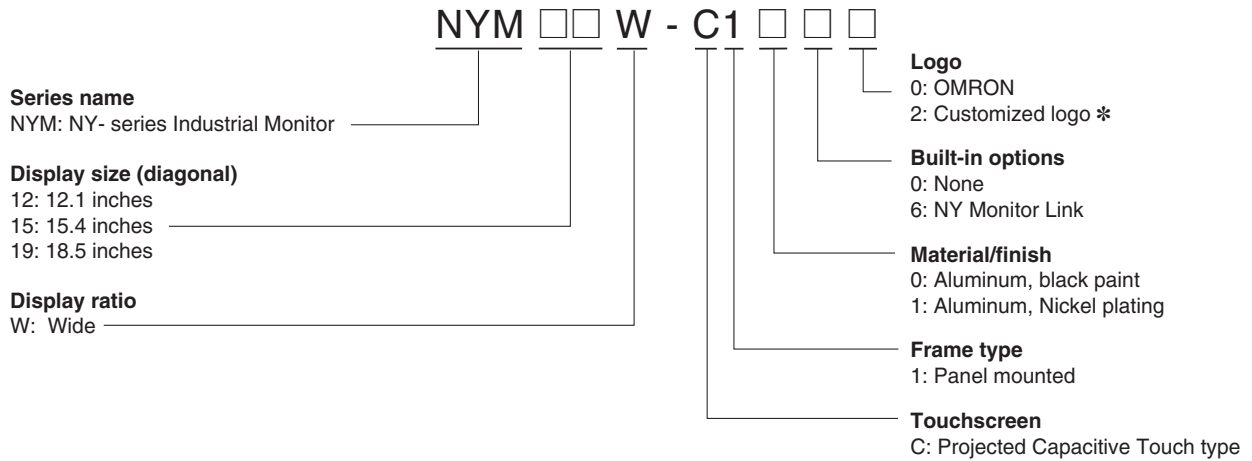 NYM □□ W - C1 □ □ □
Series name
NYM: NY- series Industrial Monitor
Display size (diagonal)
12: 12.1 inches
15: 15.4 inches
19: 18.5 inches
Display ratio
W: Wide
Logo
0: OMRON
2: Customized logo ✻
Built-in options
0: None
6: NY Monitor Link
Material/finish
0: Aluminum, black paint
1: Aluminum, Nickel plating
Frame type
1: Panel mounted
Touchscreen
C: Projected Capacitive Touch type